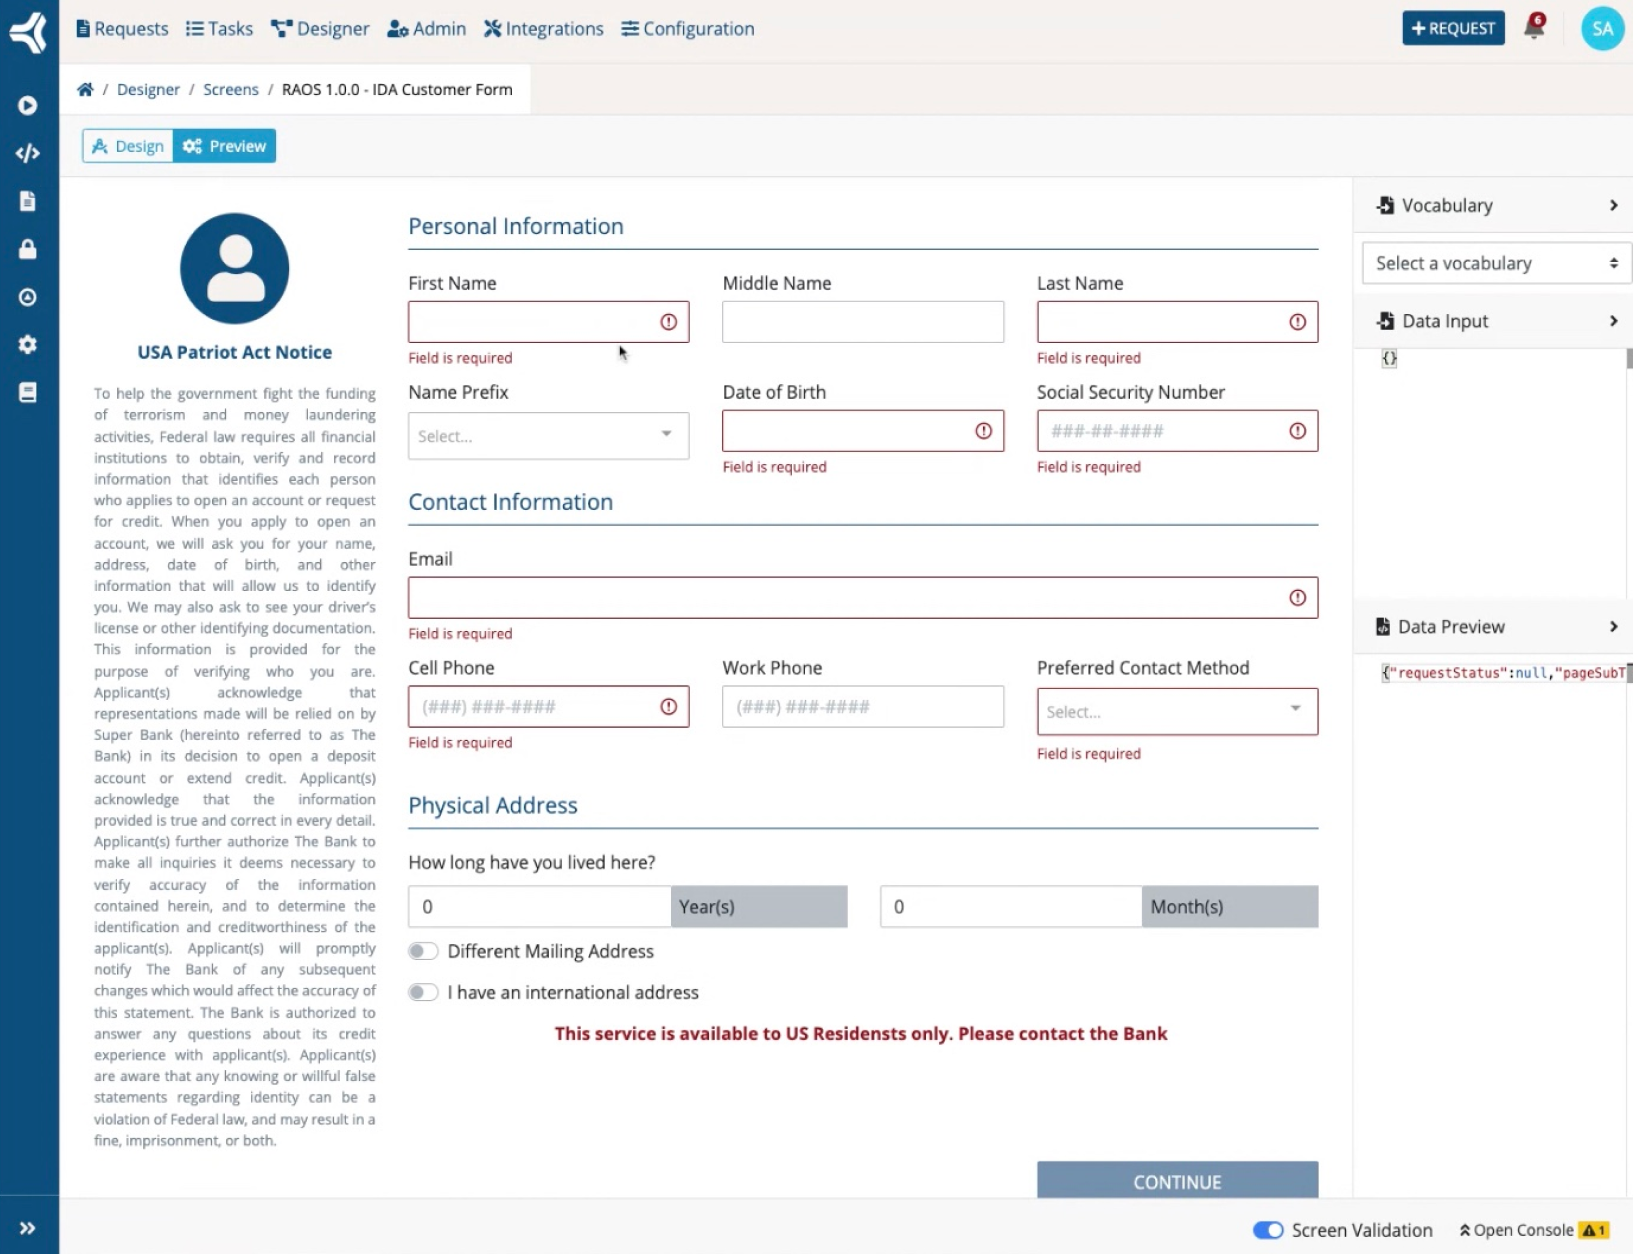 Requests Tasks Designer Admin Integrations Configuration
+ REQUEST 6 SA
/ Designer / Screens / RAOS 1.0.0 - IDA Customer Form
Design Preview
USA Patriot Act Notice
To help the government fight the funding
of terrorism and money laundering
activities, Federal law requires all financial
institutions to obtain, verify and record
information that identifies each person
who applies to open an account or request
for credit. When you apply to open an
account, we will ask you for your name,
address, date of birth, and other
information that will allow us to identify
you. We may also ask to see your driver's
license or other identifying documentation.
This information is provided for the
purpose of verifying who you are.
Applicant(s) acknowledge that
representations made will be relied on by
Super Bank (hereinto referred to as The
Bank) in its decision to open a deposit
account or extend credit. Applicant(s)
acknowledge that the information
provided is true and correct in every detail.
Applicant(s) further authorize The Bank to
make all inquiries it deems necessary to
verify accuracy of the information
contained herein, and to determine the
identification and creditworthiness of the
applicant(s). Applicant(s) will promptly
notify The Bank of any subsequent
changes which would affect the accuracy of
this statement. The Bank is authorized to
answer any questions about its credit
experience with applicant(s). Applicant(s)
are aware that any knowing or willful false
statements regarding identity can be a
violation of Federal law, and may result in a
fine, imprisonment, or both.
Personal Information
First Name Middle Name Last Name
Field is required Field is required
Name Prefix Date of Birth Social Security Number
Select... ###-##-####
Field is required Field is required
Contact Information
Email
Field is required
Cell Phone Work Phone Preferred Contact Method
(###) ###-#### (###) ###-#### Select...
Field is required Field is required
Physical Address
How long have you lived here?
0 Year(s) 0 Month(s)
Different Mailing Address
I have an international address
This service is available to US Residensts only. Please contact the Bank
CONTINUE
Vocabulary
Select a vocabulary
Data Input
{}
Data Preview
{"requestStatus":null,"pageSubT
Screen Validation Open Console 1